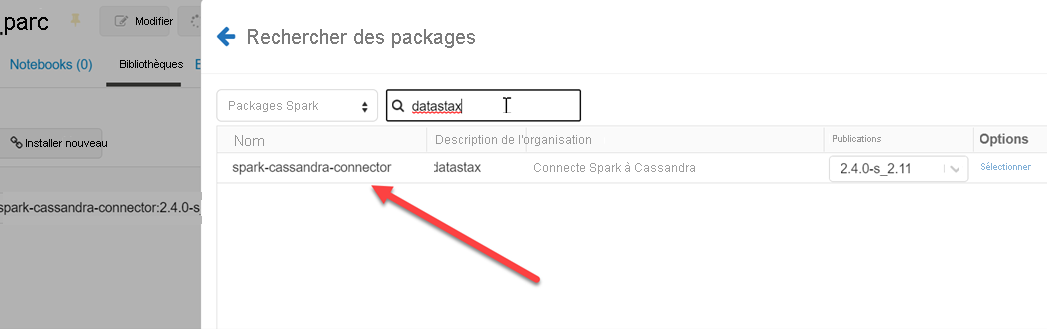 _parc
Modifier
Notebooks (0)
Bibliothèques
Installer nouveau
spark-cassandra-connector:2.4.0-s_
Rechercher des packages
Packages Spark
datastax
Nom
Description de l'organisation
Publications
Options
spark-cassandra-connector
datastax
Connecte Spark à Cassandra
2.4.0-s_2.11
Sélectionner